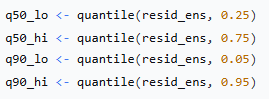 q50_lo <- quantile(resid_ens, 0.25)
q50_hi <- quantile(resid_ens, 0.75)
q90_lo <- quantile(resid_ens, 0.05)
q90_hi <- quantile(resid_ens, 0.95)